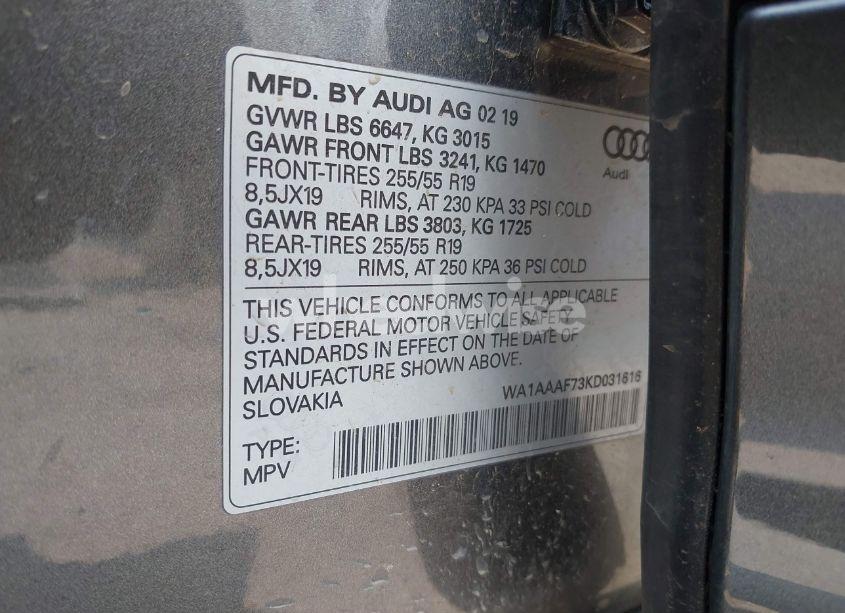 MFD. BY AUDI AG 02 19
GVWR LBS 6647, KG 3015
GAWR FRONT LBS 3241, KG 1470
FRONT-TIRES 255/55 R19
8,5JX19 RIMS, AT 230 KPA 33 PSI COLD
GAWR REAR LBS 3803, KG 1725
REAR-TIRES 255/55 R19
8,5JX19 RIMS, AT 250 KPA 36 PSI COLD
Audi
THIS VEHICLE CONFORMS TO ALL APPLICABLE
U.S. FEDERAL MOTOR VEHICLE SAFETY
STANDARDS IN EFFECT ON THE DATE OF
MANUFACTURE SHOWN ABOVE.
SLOVAKIA
WA1AAAF73KD031616
TYPE:
MPV